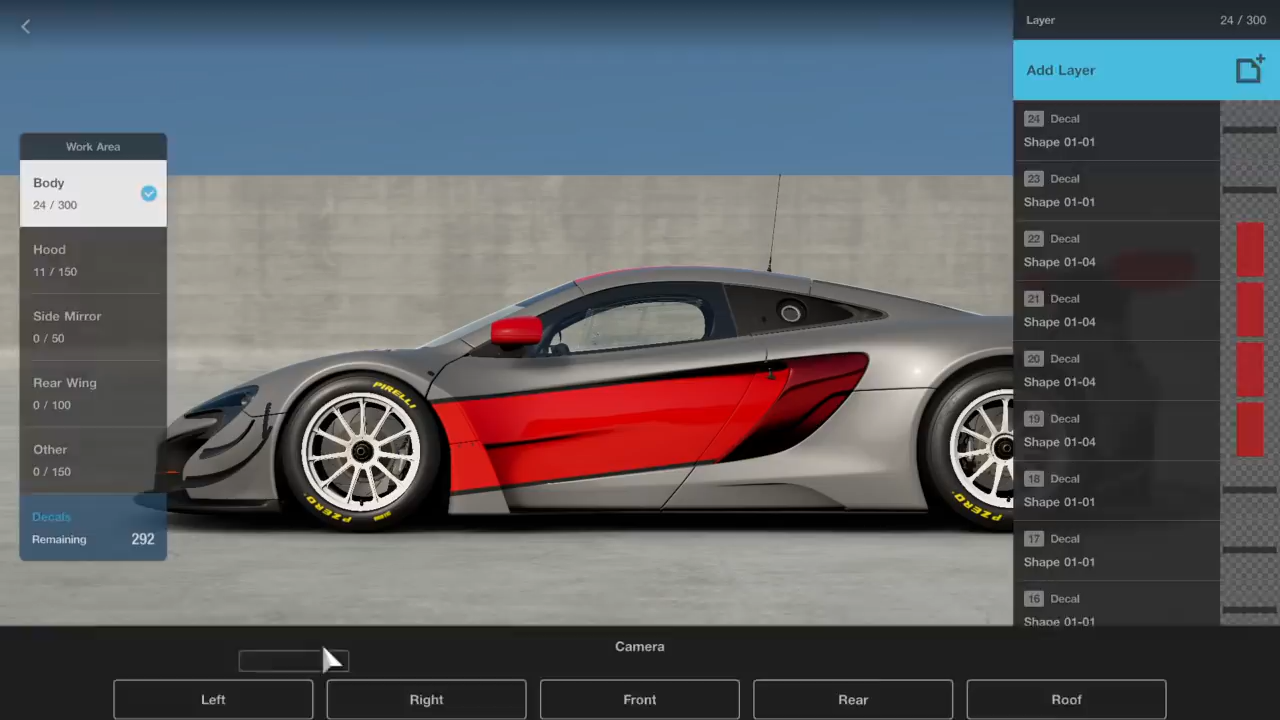 Layer 24 / 300
Add Layer
Work Area
Body
24 / 300
Hood
11 / 150
Side Mirror
0 / 50
Rear Wing
0 / 100
Other
0 / 150
Decals
Remaining 292
24 Decal
Shape 01-01
23 Decal
Shape 01-01
22 Decal
Shape 01-04
21 Decal
Shape 01-04
20 Decal
Shape 01-04
19 Decal
Shape 01-04
18 Decal
Shape 01-01
17 Decal
Shape 01-01
16 Decal
Shape 01-01
PIRELLI
PZERO
PZERO
Camera
Left
Right
Front
Rear
Roof